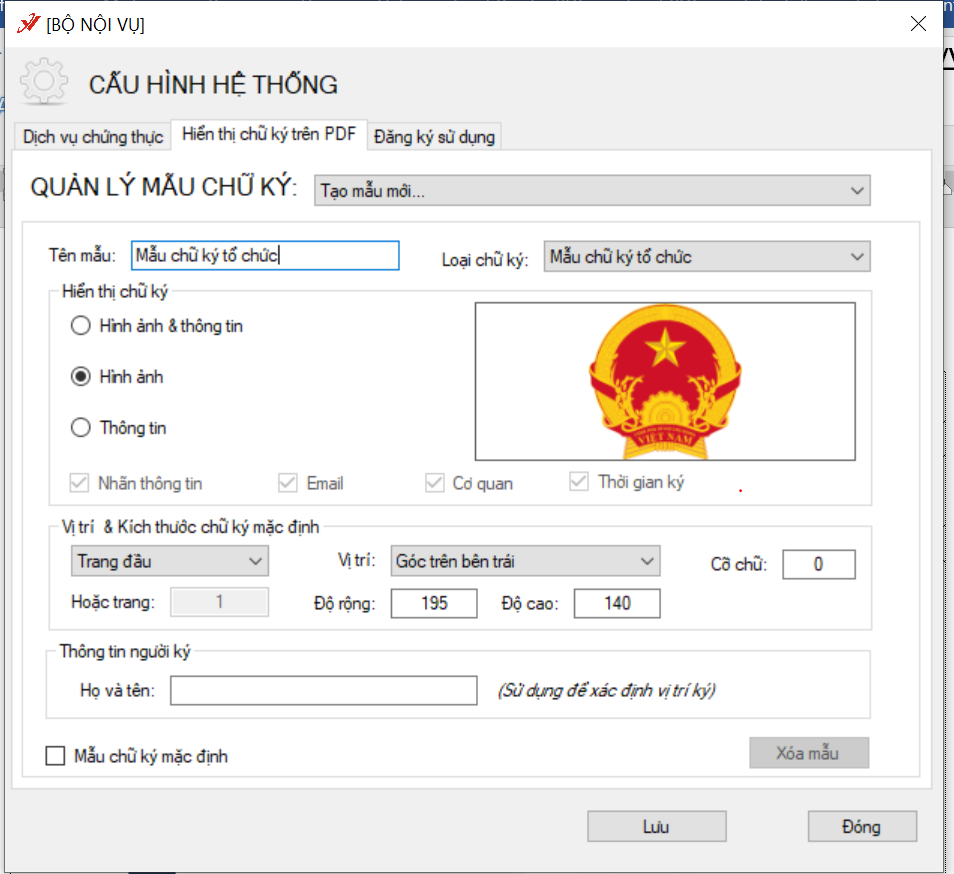 [BỘ NỘI VỤ]
CẤU HÌNH HỆ THỐNG
Dịch vụ chứng thực Hiển thị chữ ký trên PDF Đăng ký sử dụng
QUẢN LÝ MẪU CHỮ KÝ: Tạo mẫu mới...
Tên mẫu: Mẫu chữ ký tổ chức Loại chữ ký: Mẫu chữ ký tổ chức
Hiển thị chữ ký
Hình ảnh & thông tin
Hình ảnh
Thông tin
VIỆT NAM
Nhãn thông tin Email Cơ quan Thời gian ký
Vị trí & Kích thước chữ ký mặc định
Trang đầu Vị trí: Góc trên bên trái Cỡ chữ: 0
Hoặc trang: 1 Độ rộng: 195 Độ cao: 140
Thông tin người ký
Họ và tên: (Sử dụng để xác định vị trí ký)
Mẫu chữ ký mặc định Xóa mẫu
Lưu Đóng